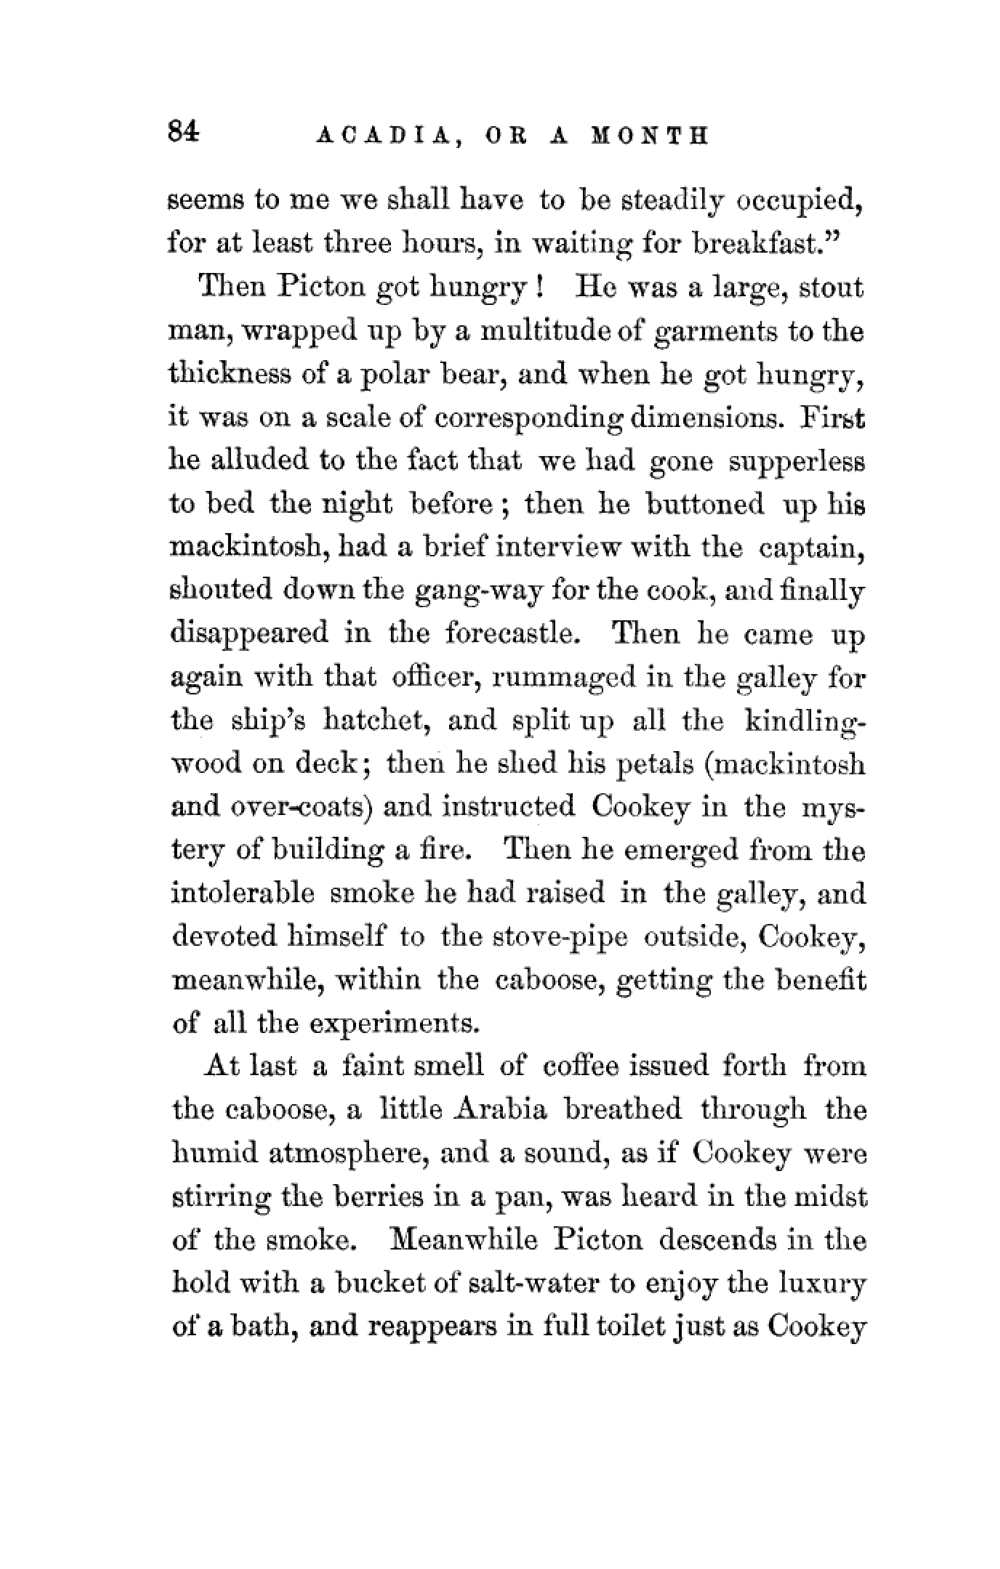 84 ACADIA, OR A MONTH
seems to me we shall have to be steadily occupied,
for at least three hours, in waiting for breakfast.”
Then Picton got hungry! He was a large, stout
man, wrapped up by a multitude of garments to the
thickness of a polar bear, and when he got hungry,
it was on a scale of corresponding dimensions. First
he alluded to the fact that we had gone supperless
to bed the night before; then he buttoned up his
mackintosh, had a brief interview with the captain,
shouted down the gang-way for the cook, and finally
disappeared in the forecastle. Then he came up
again with that officer, rummaged in the galley for
the ship’s hatchet, and split up all the kindling-
wood on deck; then he shed his petals (mackintosh
and over-coats) and instructed Cookey in the mys-
tery of building a fire. Then he emerged from the
intolerable smoke he had raised in the galley, and
devoted himself to the stove-pipe outside, Cookey,
meanwhile, within the caboose, getting the benefit
of all the experiments.
At last a faint smell of coffee issued forth from
the caboose, a little Arabia breathed through the
humid atmosphere, and a sound, as if Cookey were
stirring the berries in a pan, was heard in the midst
of the smoke. Meanwhile Picton descends in the
hold with a bucket of salt-water to enjoy the luxury
of a bath, and reappears in full toilet just as Cookey